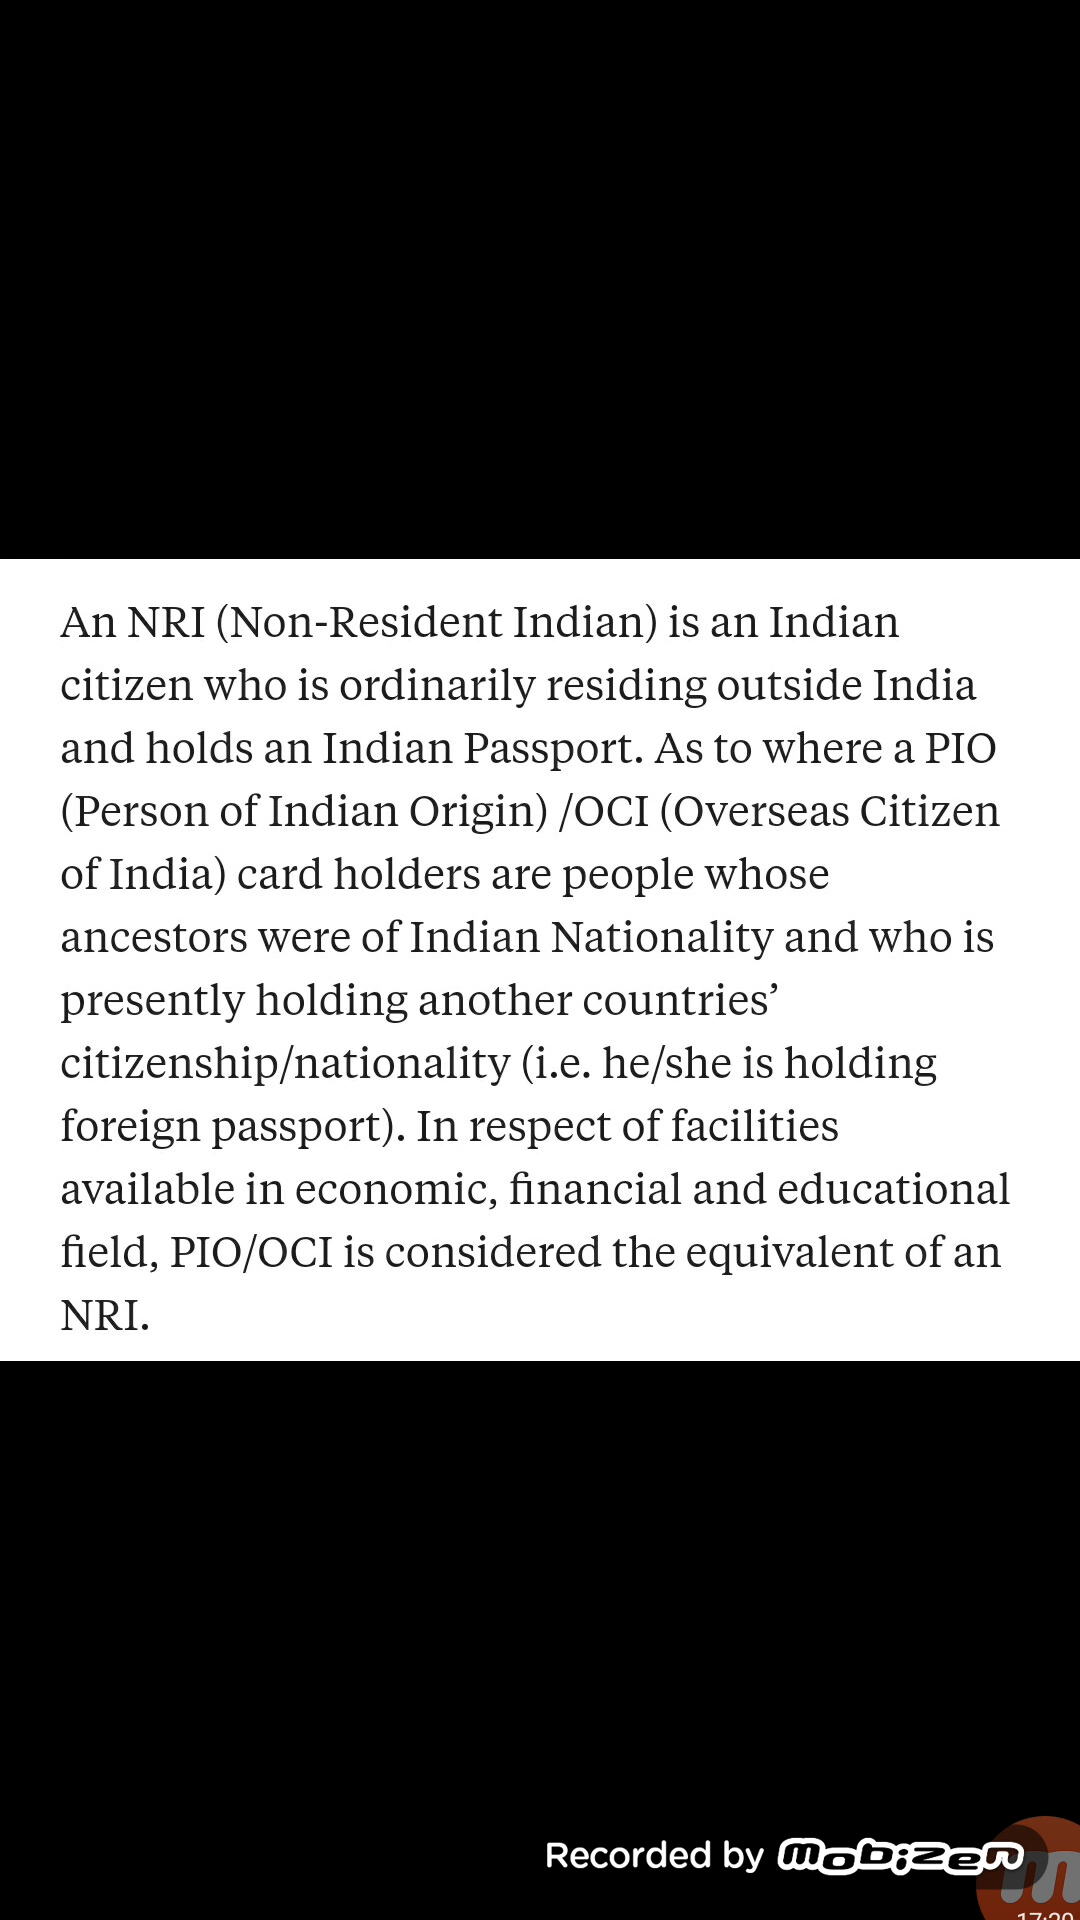 An NRI (Non-Resident Indian) is an Indian
citizen who is ordinarily residing outside India
and holds an Indian Passport. As to where a PIO
(Person of Indian Origin) /OCI (Overseas Citizen
of India) card holders are people whose
ancestors were of Indian Nationality and who is
presently holding another countries’
citizenship/nationality (i.e. he/she is holding
foreign passport). In respect of facilities
available in economic, financial and educational
field, PIO/OCI is considered the equivalent of an
NRI.
Recorded by mobizen